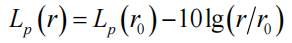 L_p(r) = L_p(r_0) − 10lg(r/r_0)